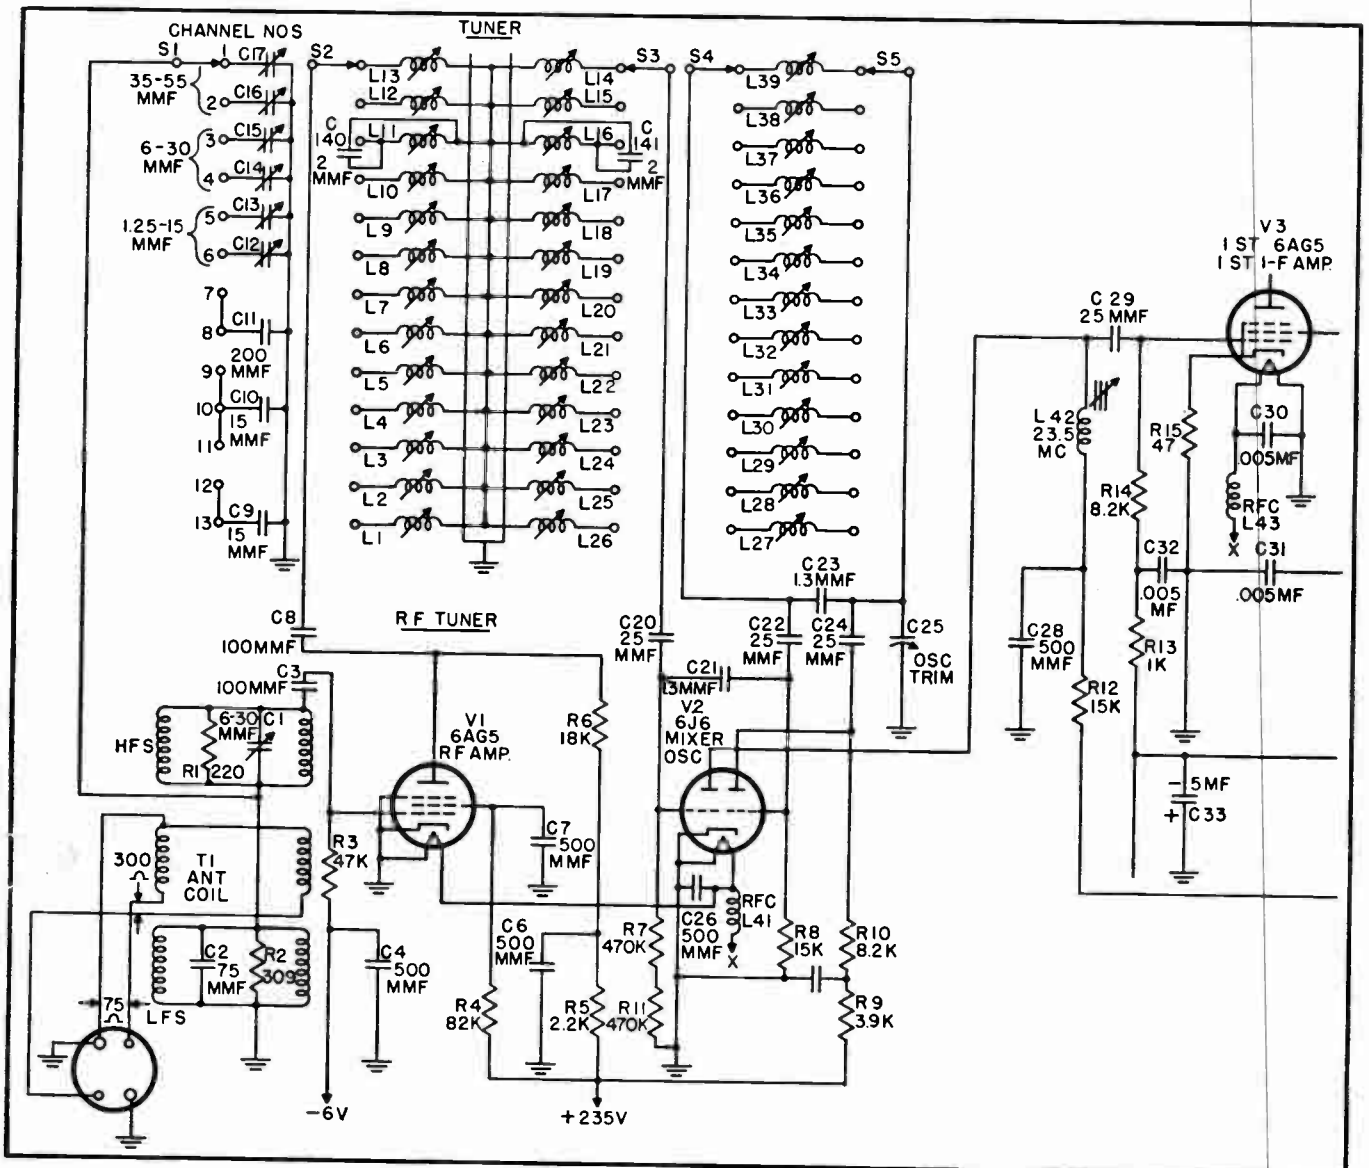 CHANNEL NOS
TUNER
S1
1
C17
S2
L13
L14
S3
S4
L39
S5
35-55
MMF
2
C16
L12
L15
L38
3
C15
C
140
2
MMF
L11
L16
C
141
2
MMF
L37
6-30
MMF
4
C14
L10
L17
L36
5
C13
L9
L18
L35
1.25-15
MMF
6
C12
L8
L19
L34
7
L7
L20
L33
8
C11
200
MMF
L6
L21
L32
9
L5
L22
L31
10
C10
15
MMF
L4
L23
L30
11
L3
L24
L29
12
L2
L25
L28
13
C9
15
MMF
L1
L26
L27
V3
1 ST 6AG5
1 ST I-F AMP.
C 29
25 MMF
L42
23.5
MC
R15
47
C30
.005MF
R14
8.2K
RFC
L43
X
C32
.005
MF
C31
.005MF
C28
500
MMF
R13
1K
R12
15K
- 5MF
+ C33
C23
1.3MMF
RF TUNER
C8
100MMF
C20
25
MMF
C22
25
MMF
C24
25
MMF
C25
OSC
TRIM
C3
100MMF
C21
1.3MMF
6-30
MMF
C1
HFS
R1 220
V1
6AG5
RF AMP.
R6
18K
V2
6J6
MIXER
OSC
300
Ω
T1
ANT
COIL
R3
47K
C7
500
MMF
C26
500
MMF
RFC
L41
X
C2
75
MMF
R2
309
C4
500
MMF
C6
500
MMF
R7
470K
R8
15K
R10
8.2K
75
Ω
LFS
R4
82K
R5
2.2K
R11
470K
R9
3.9K
-6V
+235V